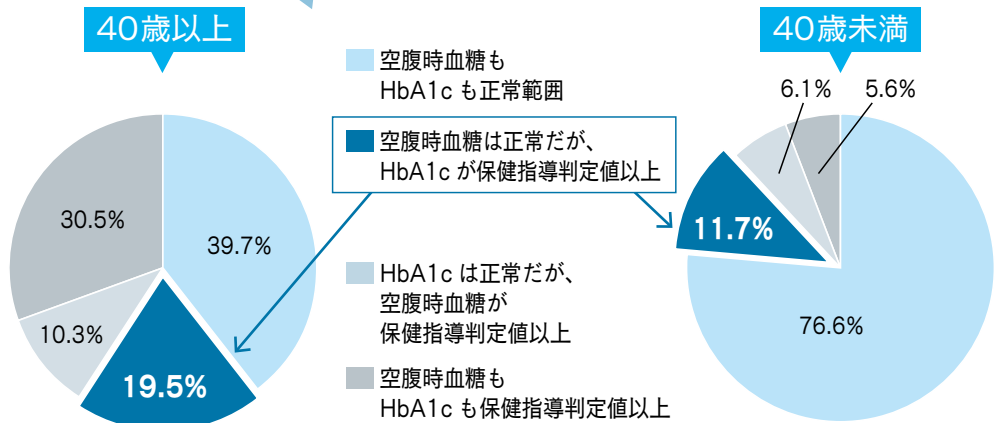 40歳以上
40歳未満
空腹時血糖も
HbA1c も正常範囲
空腹時血糖は正常だが、
HbA1c が保健指導判定値以上
HbA1c は正常だが、
空腹時血糖が
保健指導判定値以上
空腹時血糖も
HbA1c も保健指導判定値以上
30.5%
39.7%
10.3%
19.5%
6.1%
5.6%
11.7%
76.6%